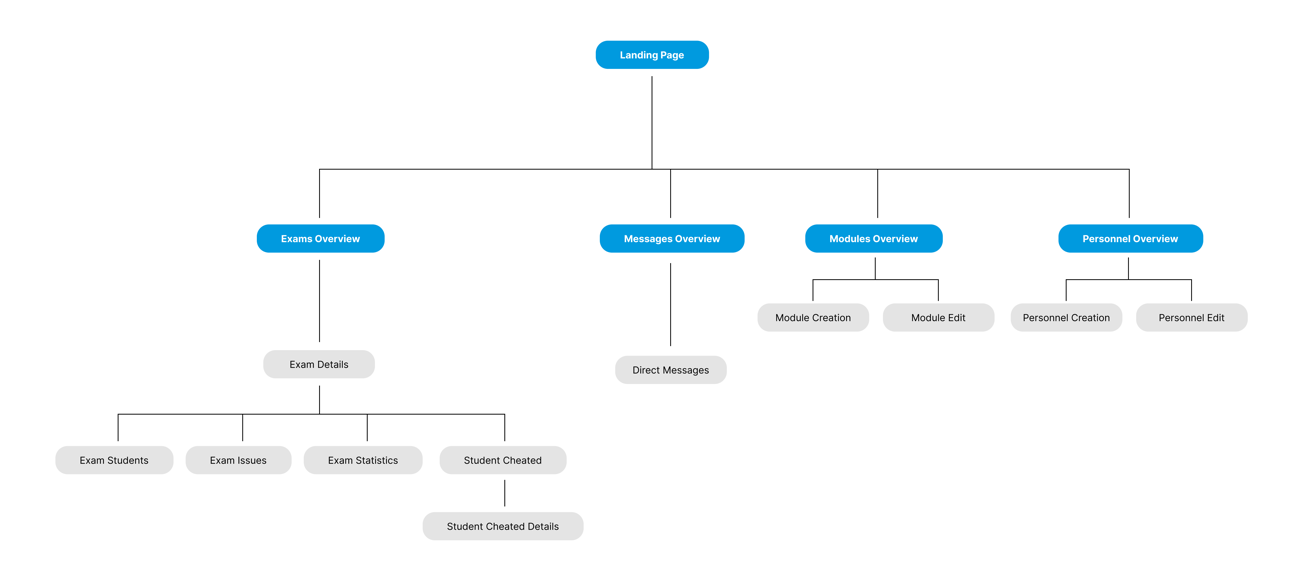 Landing Page
Exams Overview
Messages Overview
Modules Overview
Personnel Overview
Module Creation
Module Edit
Personnel Creation
Personnel Edit
Exam Details
Direct Messages
Exam Students
Exam Issues
Exam Statistics
Student Cheated
Student Cheated Details